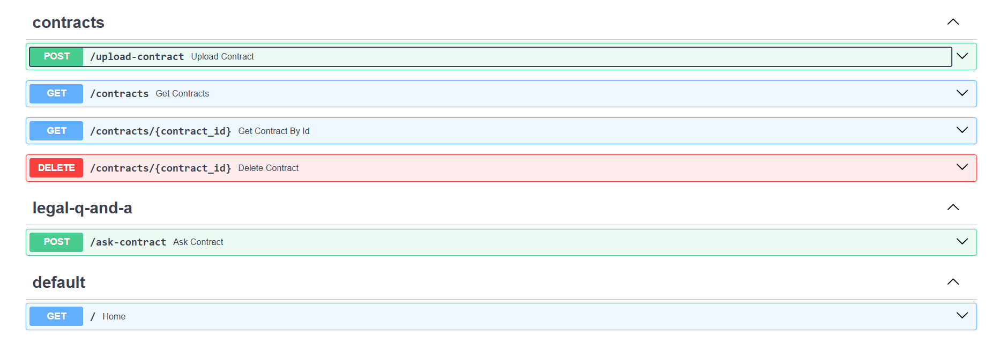 contracts
POST /upload-contract Upload Contract
GET /contracts Get Contracts
GET /contracts/{contract_id} Get Contract By Id
DELETE /contracts/{contract_id} Delete Contract
legal-q-and-a
POST /ask-contract Ask Contract
default
GET / Home